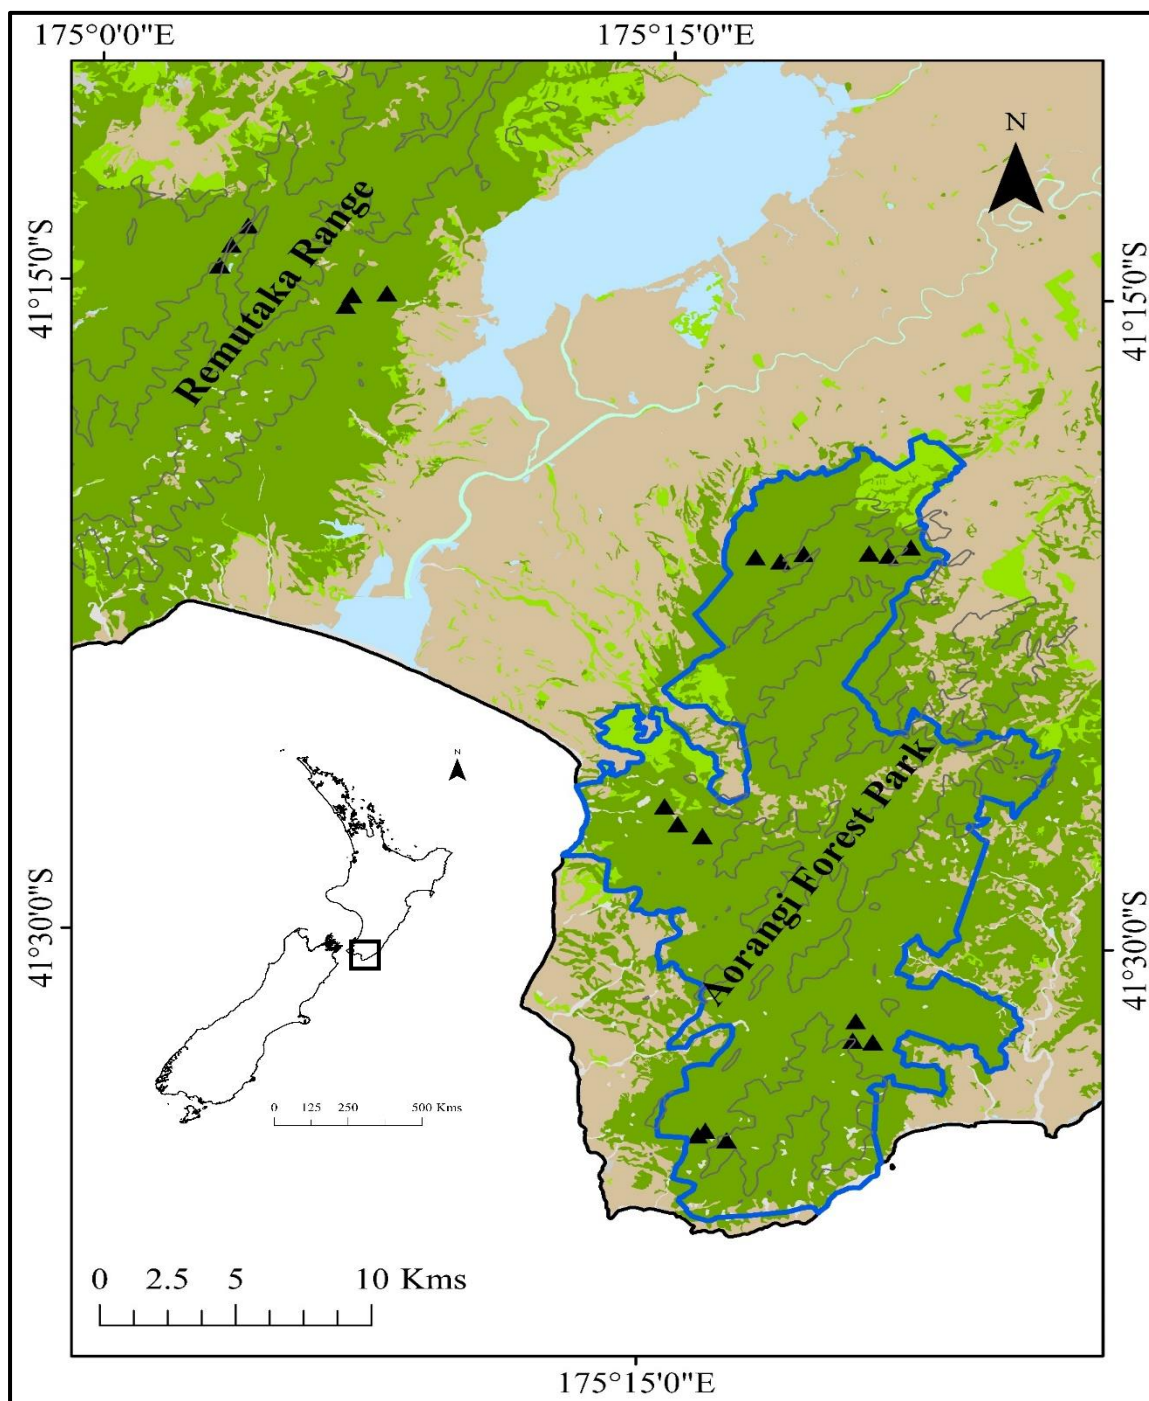 175°0'0"E 175°15'0"E
N
Remutaka Range
41°15'0"S
41°15'0"S
Aorangi Forest Park
N
41°30'0"S
41°30'0"S
0 125 250 500 Kms
0 2.5 5 10 Kms
175°15'0"E